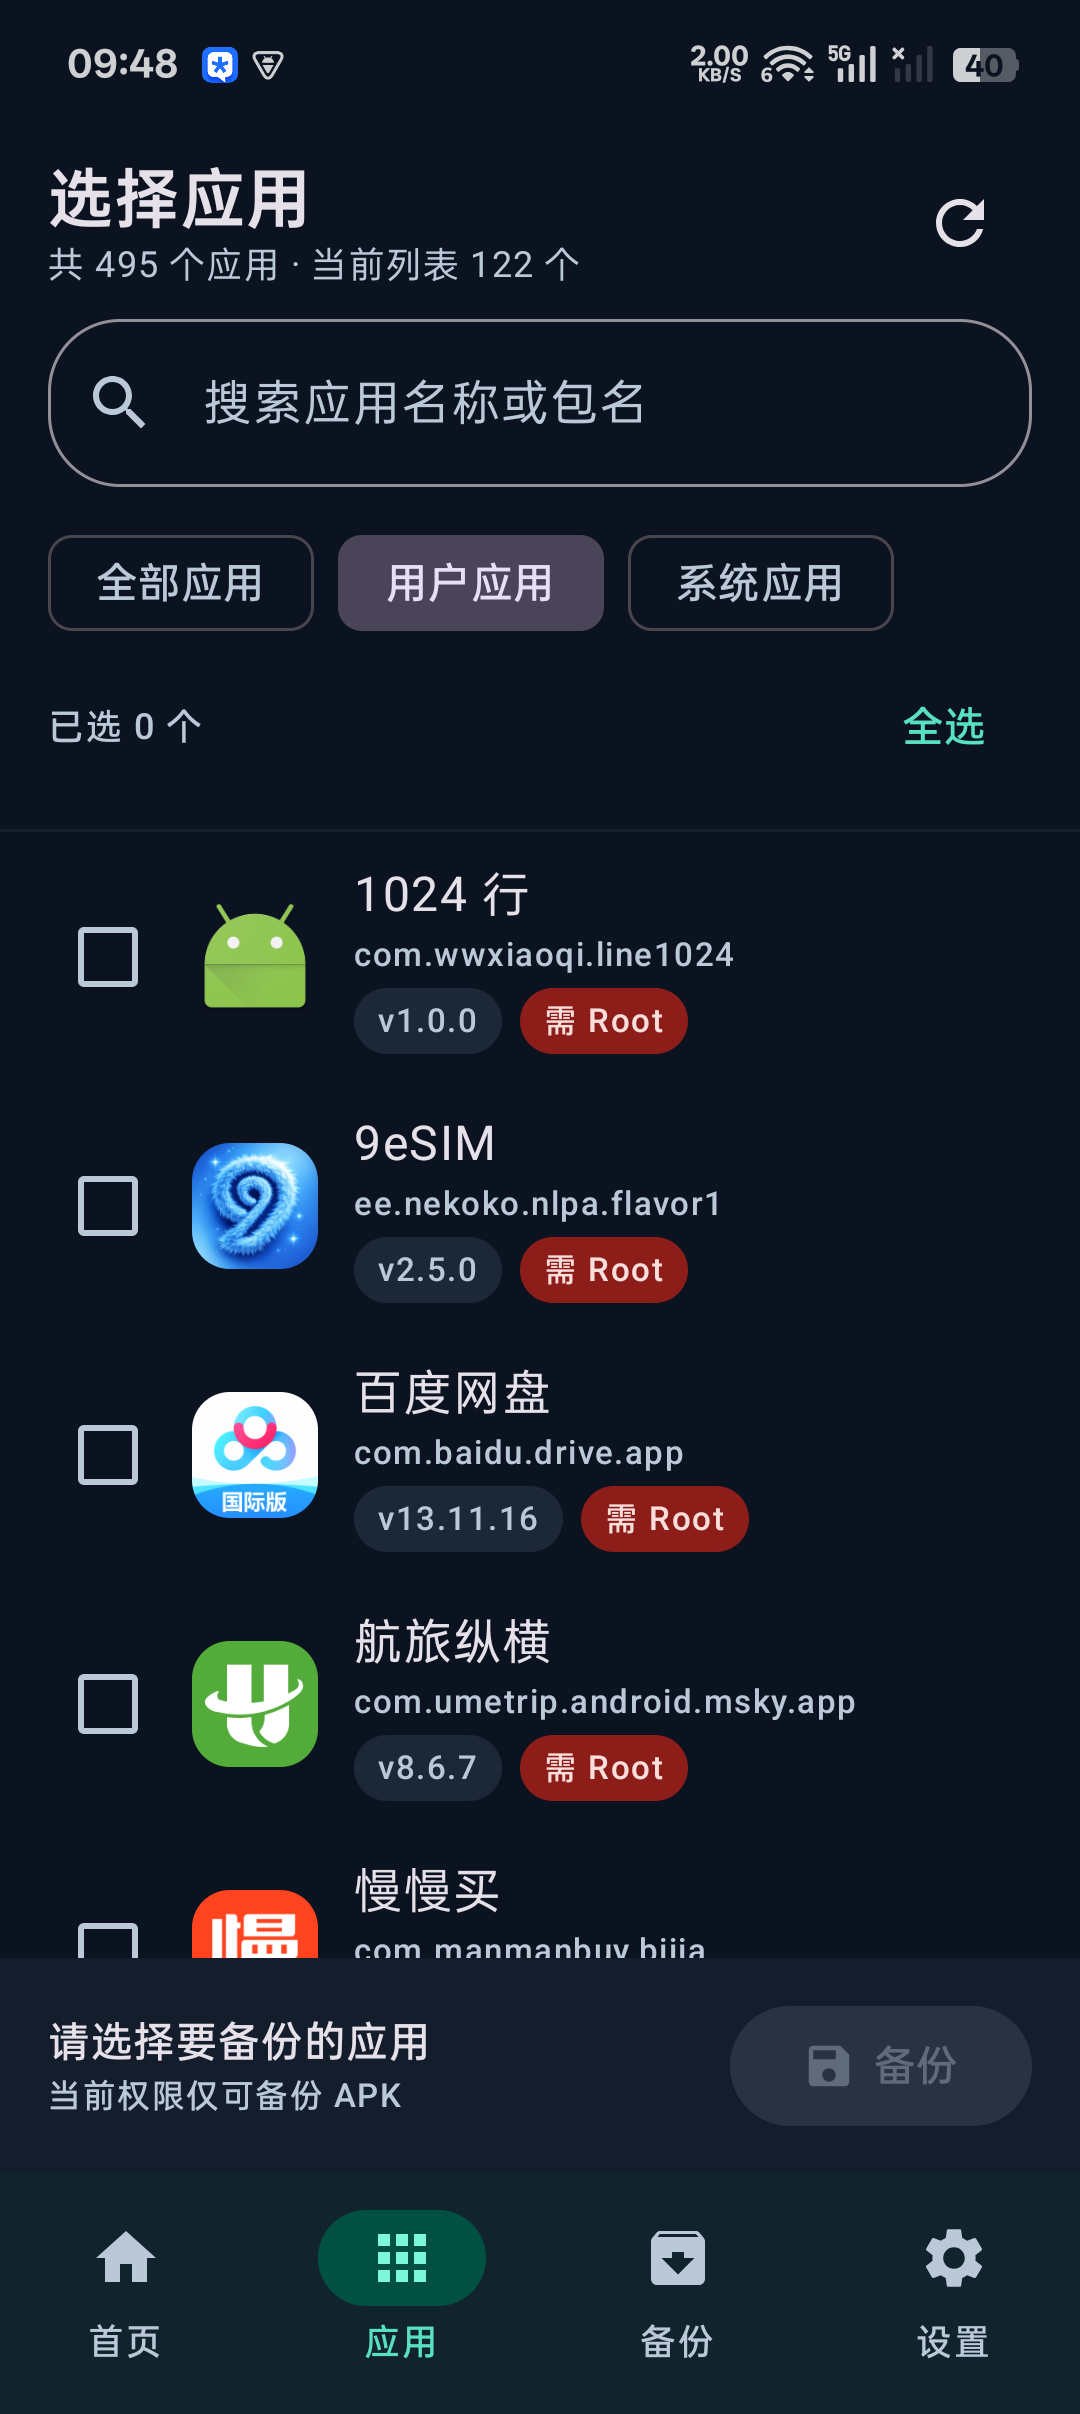 09:48
2.00 KB/S
6
5G
40
选择应用
共 495 个应用 · 当前列表 122 个
搜索应用名称或包名
全部应用 用户应用 系统应用
已选 0 个 全选
1024 行
com.wwxiaoqi.line1024
v1.0.0 需 Root
9eSIM
ee.nekoko.nlpa.flavor1
v2.5.0 需 Root
百度网盘
com.baidu.drive.app
国际版
v13.11.16 需 Root
航旅纵横
com.umetrip.android.msky.app
v8.6.7 需 Root
慢慢买
慢
com.manmanbuy.bijia
请选择要备份的应用
当前权限仅可备份 APK
备份
首页 应用 备份 设置